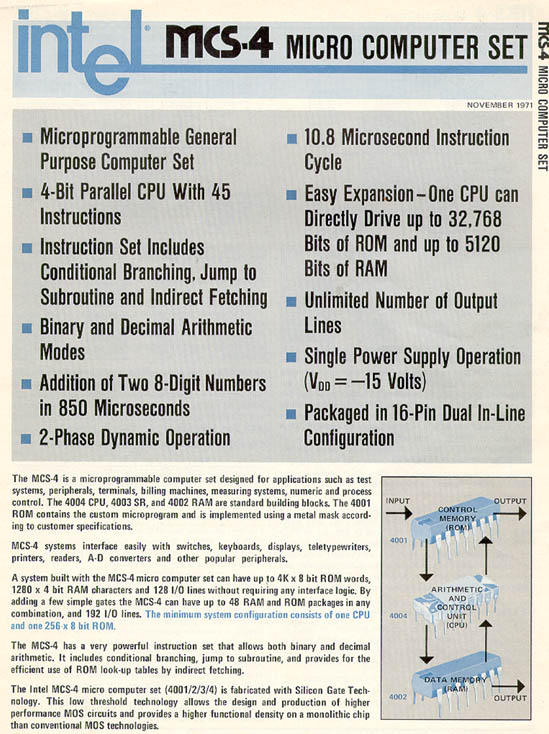 intel® MCS-4 MICRO COMPUTER SET
MCS-4 MICRO COMPUTER SET
NOVEMBER 1971
Microprogrammable General
Purpose Computer Set
4-Bit Parallel CPU With 45
Instructions
Instruction Set Includes
Conditional Branching, Jump to
Subroutine and Indirect Fetching
Binary and Decimal Arithmetic
Modes
Addition of Two 8-Digit Numbers
in 850 Microseconds
2-Phase Dynamic Operation
10.8 Microsecond Instruction
Cycle
Easy Expansion–One CPU can
Directly Drive up to 32,768
Bits of ROM and up to 5120
Bits of RAM
Unlimited Number of Output
Lines
Single Power Supply Operation
(VDD = –15 Volts)
Packaged in 16-Pin Dual In-Line
Configuration
The MCS-4 is a microprogrammable computer set designed for applications such as test
systems, peripherals, terminals, billing machines, measuring systems, numeric and process
control. The 4004 CPU, 4003 SR, and 4002 RAM are standard building blocks. The 4001
ROM contains the custom microprogram and is implemented using a metal mask accord-
ing to customer specifications.
MCS-4 systems interface easily with switches, keyboards, displays, teletypewriters,
printers, readers, A-D converters and other popular peripherals.
A system built with the MCS-4 micro computer set can have up to 4K x 8 bit ROM words,
1280 x 4 bit RAM characters and 128 I/O lines without requiring any interface logic. By
adding a few simple gates the MCS-4 can have up to 48 RAM and ROM packages in any
combination, and 192 I/O lines. The minimum system configuration consists of one CPU
and one 256 x 8 bit ROM.
The MCS-4 has a very powerful instruction set that allows both binary and decimal
arithmetic. It includes conditional branching, jump to subroutine, and provides for the
efficient use of ROM look-up tables by indirect fetching.
The Intel MCS-4 micro computer set (4001/2/3/4) is fabricated with Silicon Gate Tech-
nology. This low threshold technology allows the design and production of higher
performance MOS circuits and provides a higher functional density on a monolithic chip
than conventional MOS technologies.
INPUT
OUTPUT
CONTROL
MEMORY
(ROM)
4001
ARITHMETIC
AND
CONTROL
UNIT
(CPU)
4004
DATA MEMORY
(RAM)
4002
OUTPUT